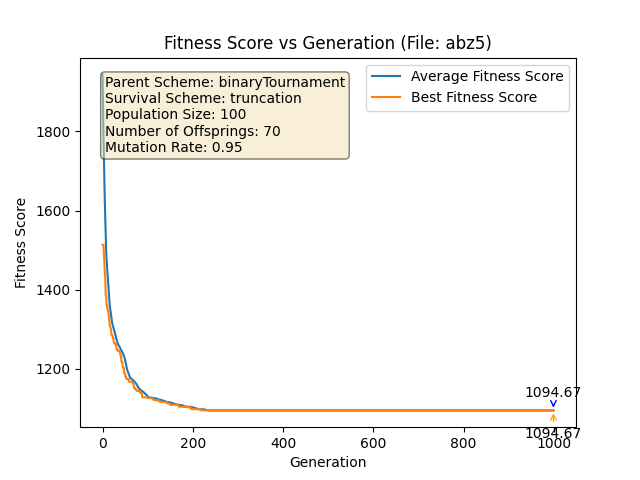 Fitness Score vs Generation (File: abz5)
Parent Scheme: binaryTournament
Survival Scheme: truncation
Population Size: 100
Number of Offsprings: 70
Mutation Rate: 0.95
Average Fitness Score
Best Fitness Score
Fitness Score
1800
1600
1400
1200
1094.67
1094.67
0
200
400
600
800
1000
Generation